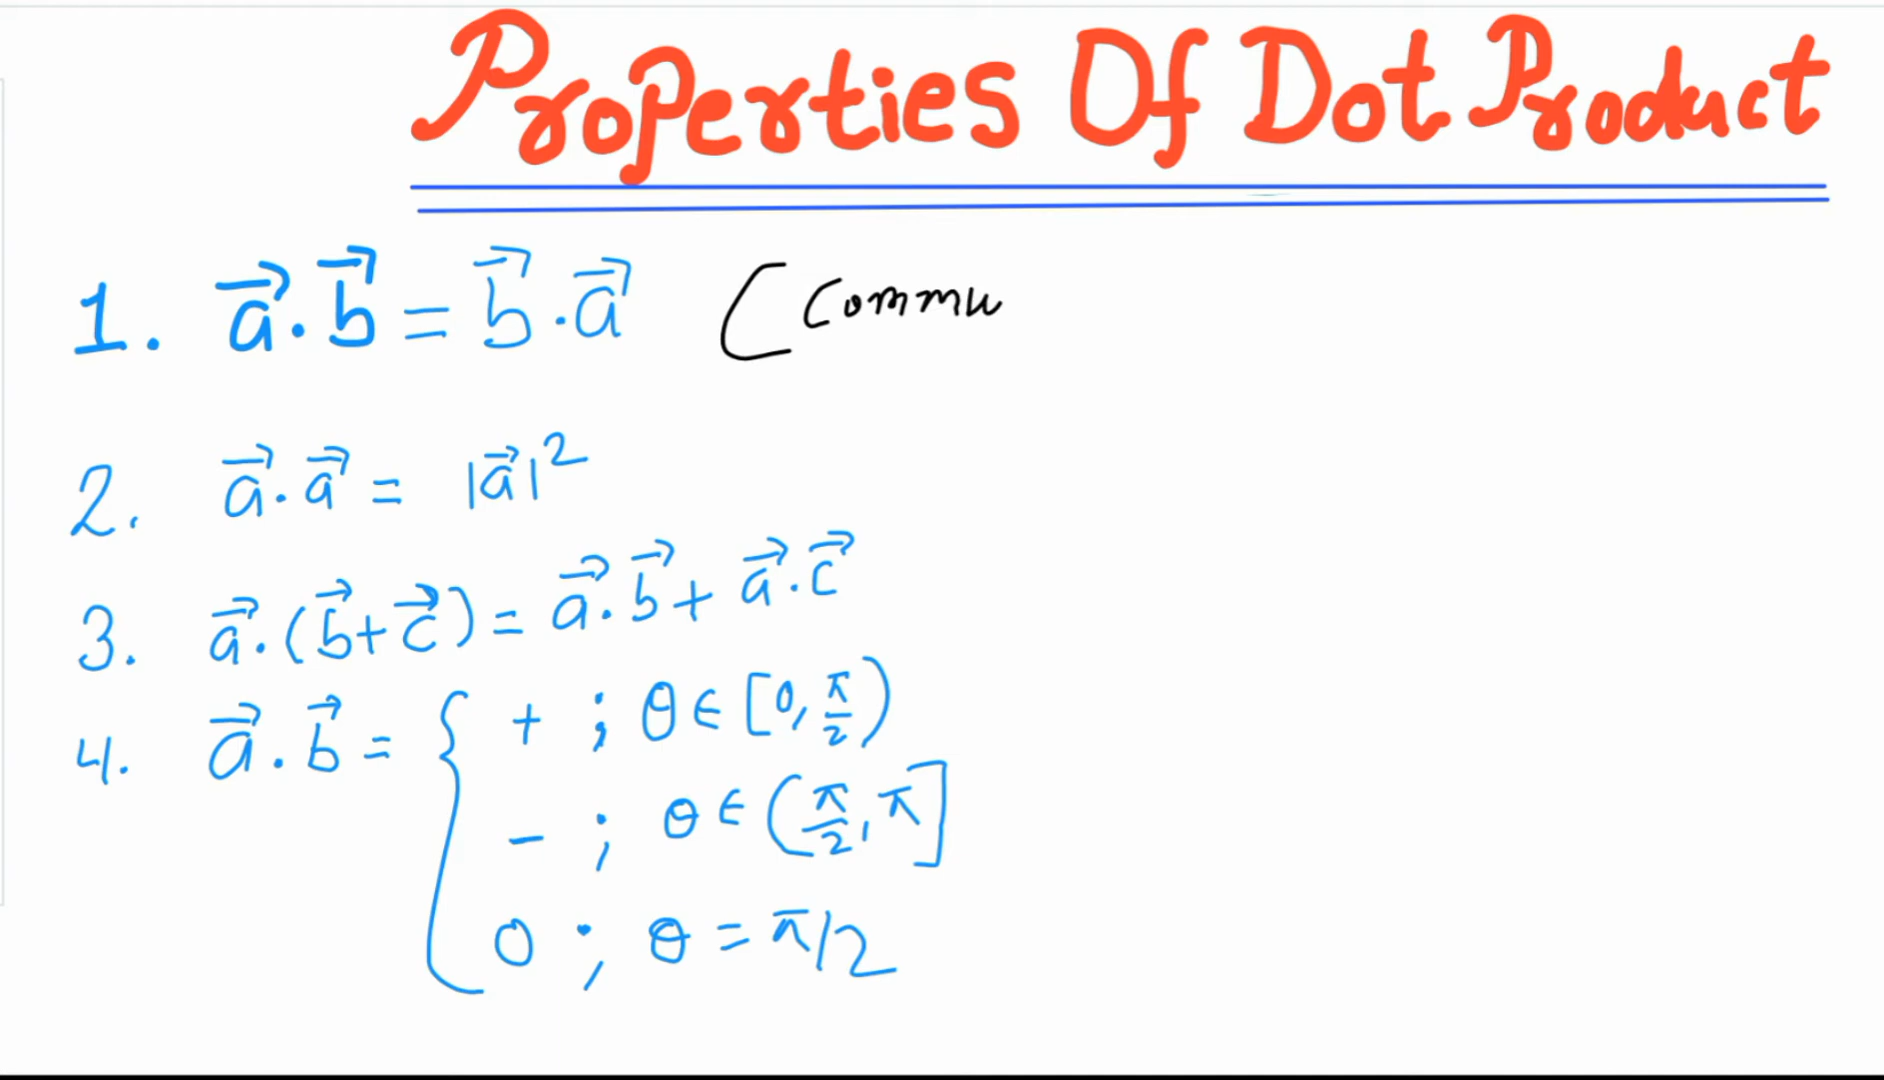 Properties Of Dot Product
1. a⃗.b⃗ = b⃗.a⃗ [Commu
2. a⃗.a⃗ = |a⃗|²
3. a⃗.(b⃗+c⃗) = a⃗.b⃗ + a⃗.c⃗
4. a⃗.b⃗ = { + ; θ ∈ [0, π/2)
- ; θ ∈ (π/2, π]
0 ; θ = π/2